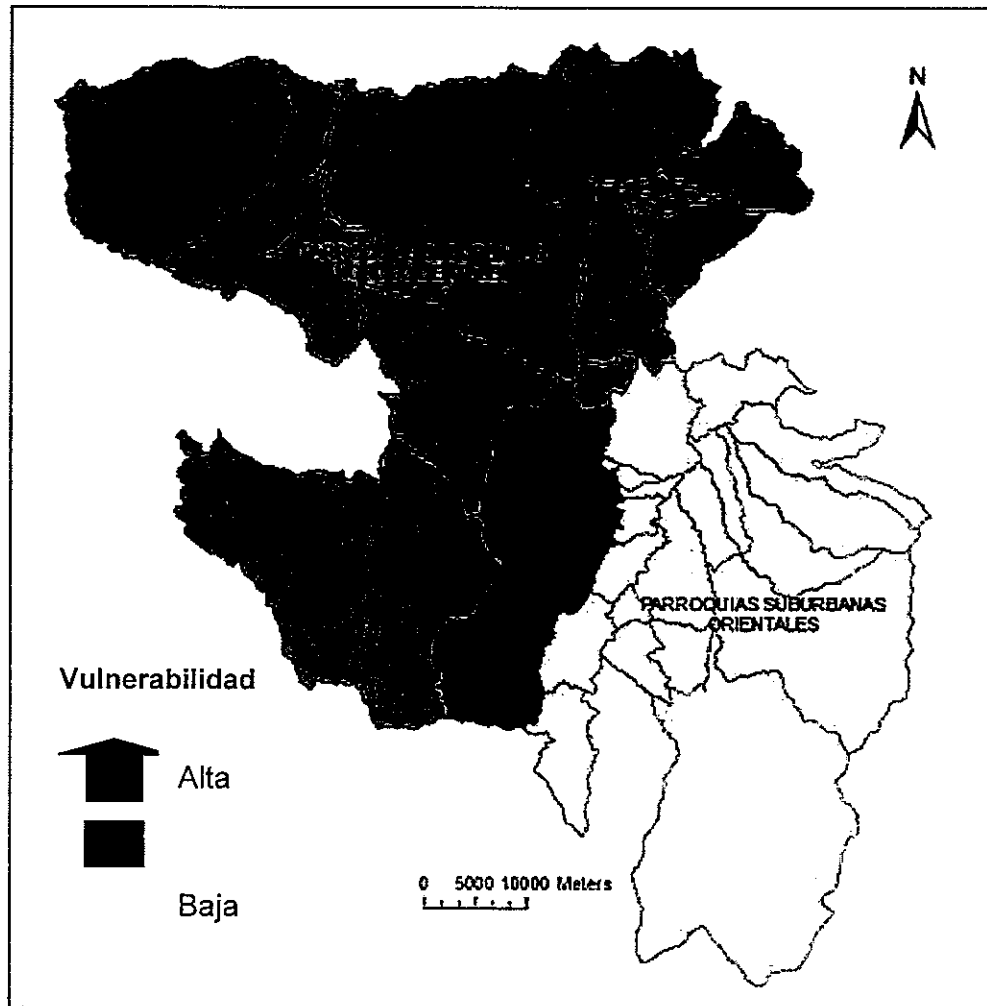 N
PARROQUIAS SUBURBANAS
ORIENTALES
Vulnerabilidad
Alta
Baja
0 5000 10000 Meters